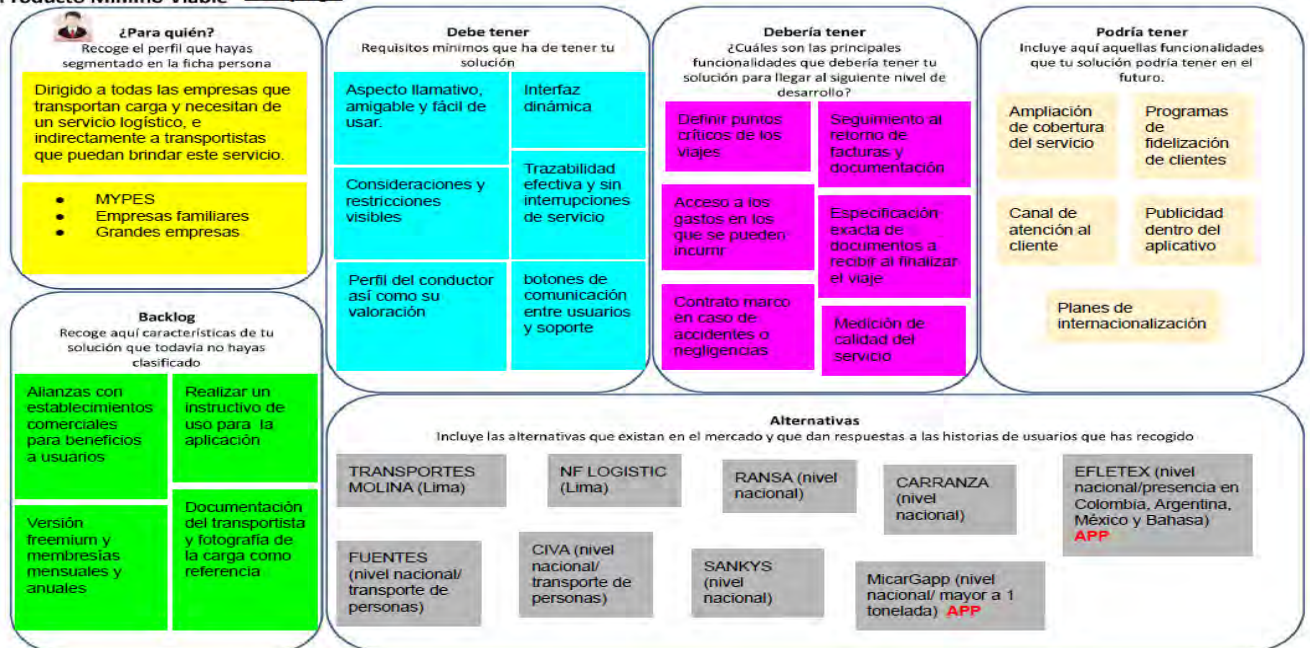 Producto Mínimo Viable
¿Para quién?
Recoge el perfil que hayas
segmentado en la ficha persona
Dirigido a todas las empresas que
transportan carga y necesitan de
un servicio logístico, e
indirectamente a transportistas
que puedan brindar este servicio.
● MYPES
● Empresas familiares
● Grandes empresas
Debe tener
Requisitos mínimos que ha de tener tu
solución
Aspecto llamativo,
amigable y fácil de
usar.
Interfaz
dinámica
Consideraciones y
restricciones
visibles
Trazabilidad
efectiva y sin
interrupciones
de servicio
Perfil del conductor
así como su
valoración
botones de
comunicación
entre usuarios
y soporte
Debería tener
¿Cuáles son las principales
funcionalidades que debería tener tu
solución para llegar al siguiente nivel de
desarrollo?
Definir puntos
críticos de los
viajes
Seguimiento al
retorno de
facturas y
documentación
Acceso a los
gastos en los
que se pueden
incurrir
Especificación
exacta de
documentos a
recibir al finalizar
el viaje
Contrato marco
en caso de
accidentes o
negligencias
Medición de
calidad del
servicio
Podría tener
Incluye aquí aquellas funcionalidades
que tu solución podría tener en el
futuro.
Ampliación
de cobertura
del servicio
Programas
de
fidelización
de clientes
Canal de
atención al
cliente
Publicidad
dentro del
aplicativo
Planes de
internacionalización
Backlog
Recoge aquí características de tu
solución que todavía no hayas
clasificado
Alianzas con
establecimientos
comerciales
para beneficios
a usuarios
Realizar un
instructivo de
uso para la
aplicación
Versión
freemium y
membresías
mensuales y
anuales
Documentación
del transportista
y fotografía de
la carga como
referencia
Alternativas
Incluye las alternativas que existan en el mercado y que dan respuestas a las historias de usuarios que has recogido
TRANSPORTES
MOLINA (Lima)
NF LOGISTIC
(Lima)
RANSA (nivel
nacional)
CARRANZA
(nivel
nacional)
EFLETEX (nivel
nacional/presencia en
Colombia, Argentina,
México y Bahasa)
APP
FUENTES
(nivel nacional/
transporte de
personas)
CIVA (nivel
nacional/
transporte de
personas)
SANKYS
(nivel
nacional)
MicarGapp (nivel
nacional/ mayor a 1
tonelada) APP